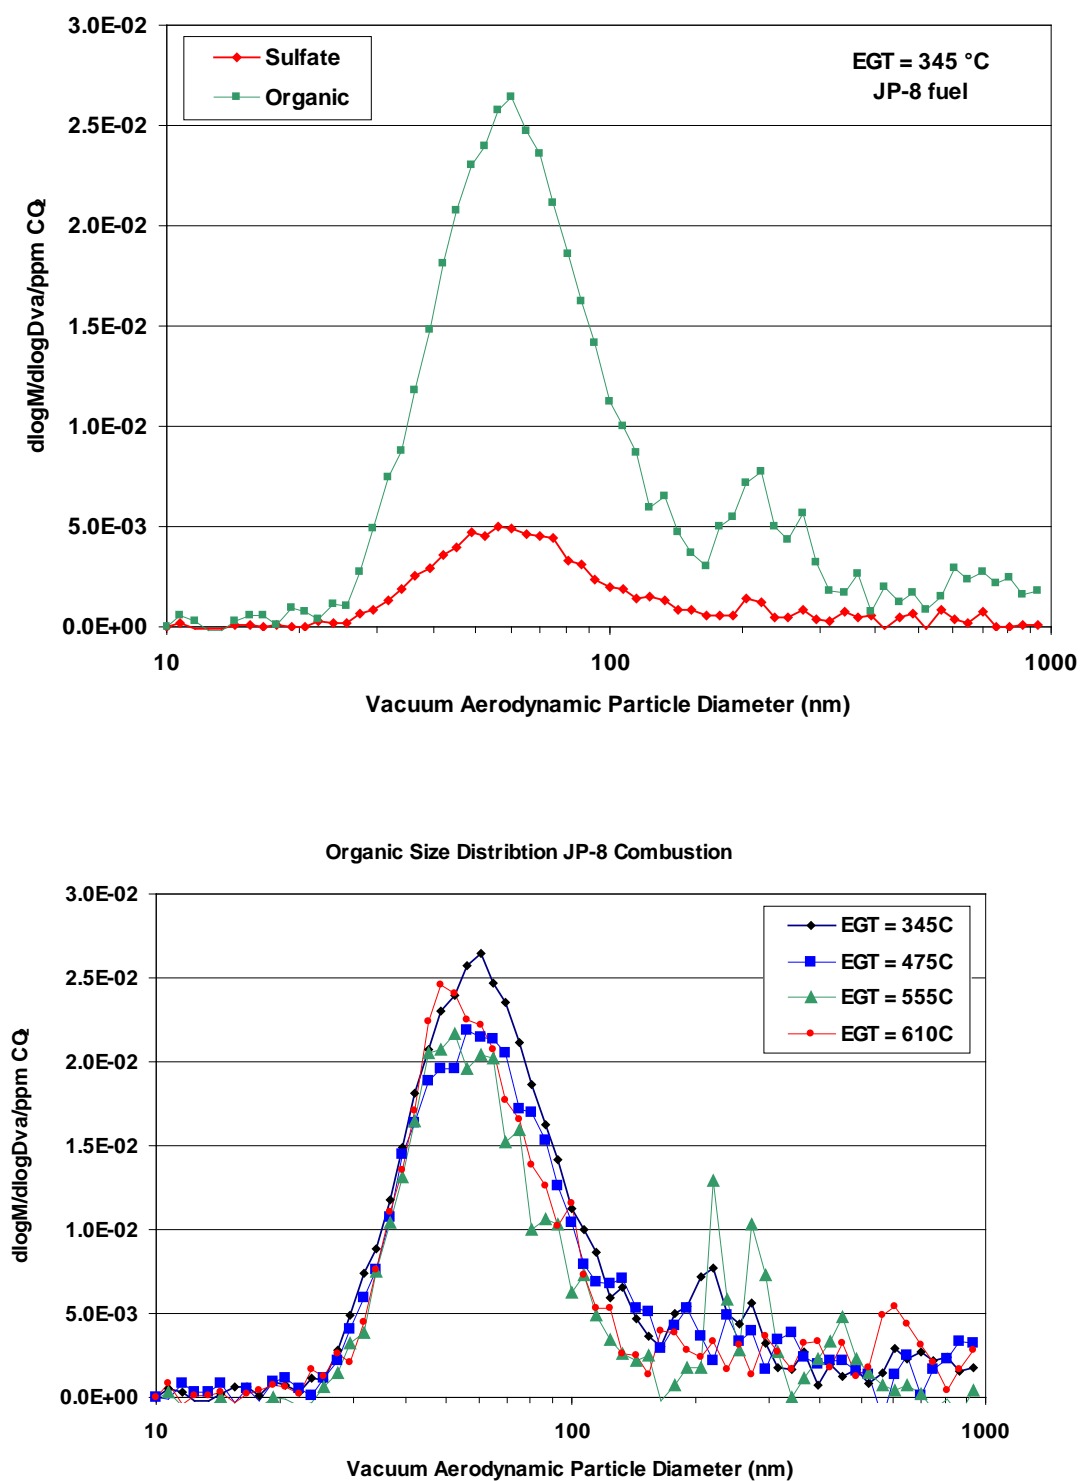 3.0E-02
Sulfate
Organic
EGT = 345 °C
JP-8 fuel
2.5E-02
2.0E-02
1.5E-02
1.0E-02
5.0E-03
0.0E+00
dlogM/dlogDva/ppm CO2
10
100
1000
Vacuum Aerodynamic Particle Diameter (nm)
Organic Size Distribtion JP-8 Combustion
3.0E-02
EGT = 345C
EGT = 475C
EGT = 555C
EGT = 610C
2.5E-02
2.0E-02
1.5E-02
1.0E-02
5.0E-03
0.0E+00
dlogM/dlogDva/ppm CO2
10
100
1000
Vacuum Aerodynamic Particle Diameter (nm)